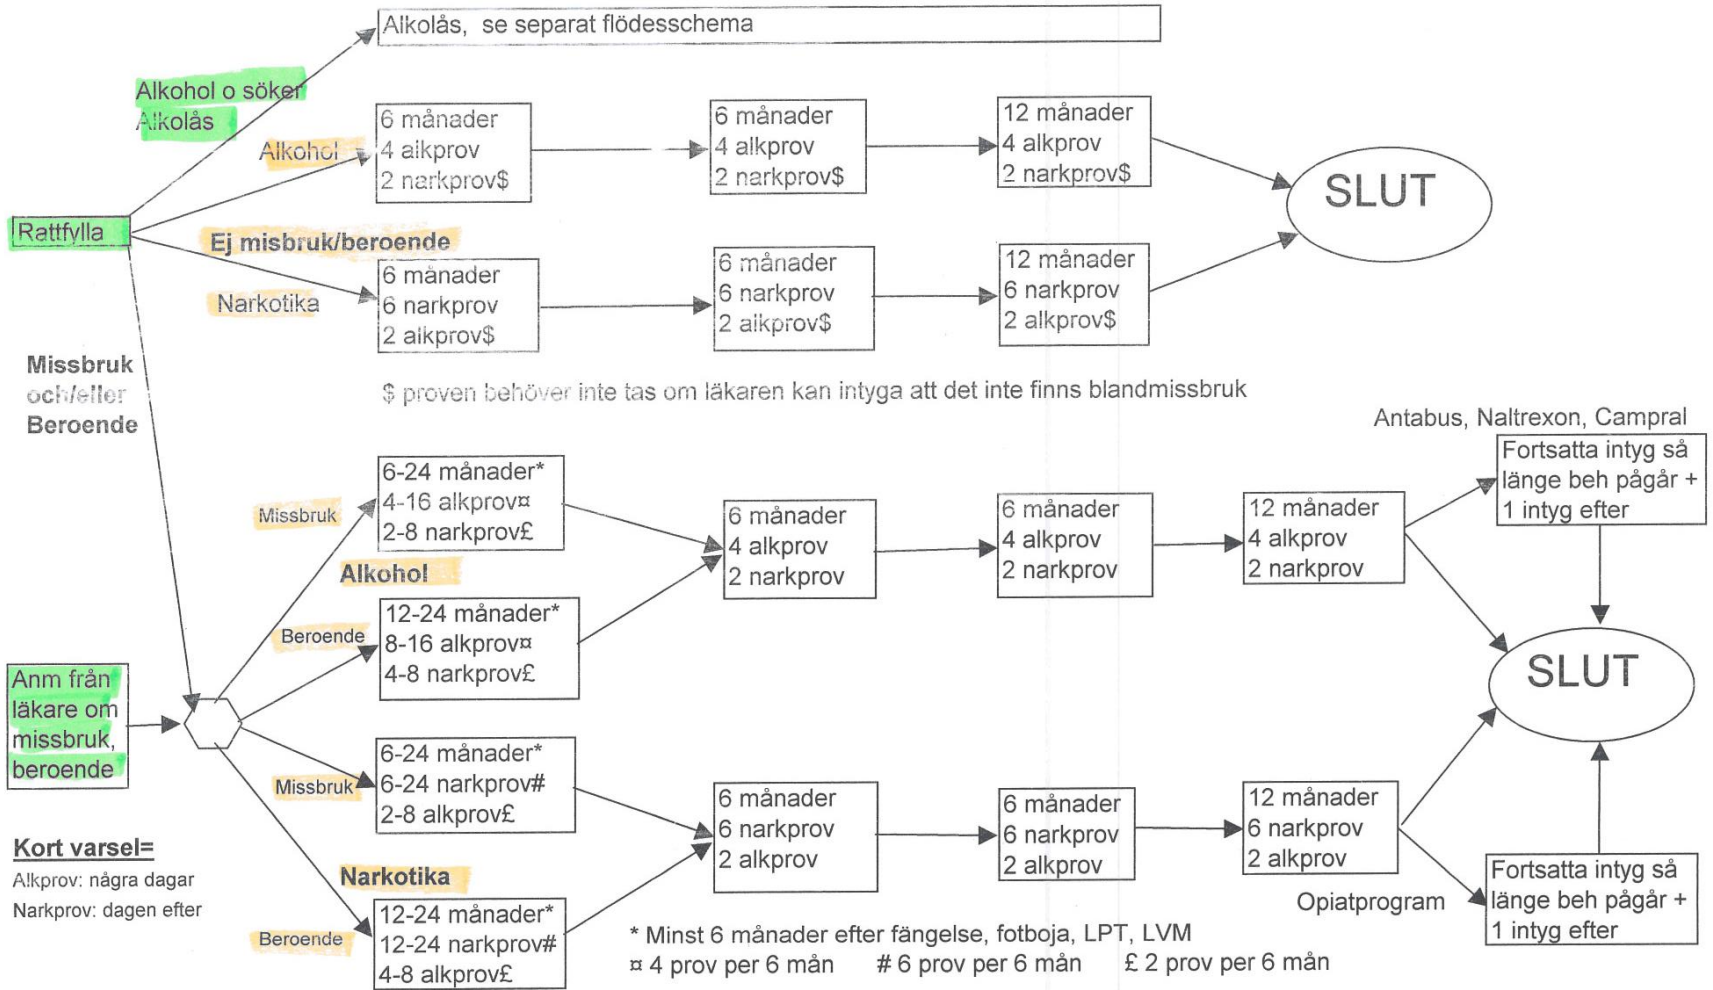 Alkolås, se separat flödesschema
Alkohol o söker
Alkolås
Alkohol
6 månader
4 alkprov
2 narkprov$
6 månader
4 alkprov
2 narkprov$
12 månader
4 alkprov
2 narkprov$
SLUT
Rattfylla
Ej misbruk/beroende
Narkotika
6 månader
6 narkprov
2 alkprov$
6 månader
6 narkprov
2 alkprov$
12 månader
6 narkprov
2 alkprov$
Missbruk
och/eller
Beroende
$ proven behöver inte tas om läkaren kan intyga att det inte finns blandmissbruk
Antabus, Naltrexon, Campral
Fortsatta intyg så
länge beh pågår +
1 intyg efter
Missbruk
6-24 månader*
4-16 alkprov¤
2-8 narkprov£
Alkohol
Beroende
12-24 månader*
8-16 alkprov¤
4-8 narkprov£
6 månader
4 alkprov
2 narkprov
6 månader
4 alkprov
2 narkprov
12 månader
4 alkprov
2 narkprov
SLUT
Anm från
läkare om
missbruk,
beroende
Missbruk
6-24 månader*
6-24 narkprov#
2-8 alkprov£
Narkotika
Beroende
12-24 månader*
12-24 narkprov#
4-8 alkprov£
6 månader
6 narkprov
2 alkprov
6 månader
6 narkprov
2 alkprov
12 månader
6 narkprov
2 alkprov
Opiatprogram
Fortsatta intyg så
länge beh pågår +
1 intyg efter
Kort varsel=
Alkprov: några dagar
Narkprov: dagen efter
* Minst 6 månader efter fängelse, fotboja, LPT, LVM
¤ 4 prov per 6 mån # 6 prov per 6 mån £ 2 prov per 6 mån